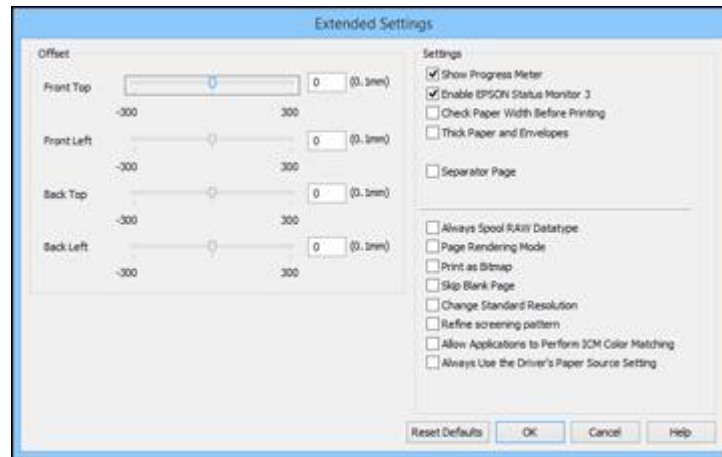 Extended Settings
Offset
Front Top
0 (0.1mm)
-300 300
Front Left
0 (0.1mm)
-300 300
Back Top
0 (0.1mm)
-300 300
Back Left
0 (0.1mm)
-300 300
Settings
Show Progress Meter
Enable EPSON Status Monitor 3
Check Paper Width Before Printing
Thick Paper and Envelopes
Separator Page
Always Spool RAW Datatype
Page Rendering Mode
Print as Bitmap
Skip Blank Page
Change Standard Resolution
Refine screening pattern
Allow Applications to Perform ICM Color Matching
Always Use the Driver's Paper Source Setting
Reset Defaults OK Cancel Help